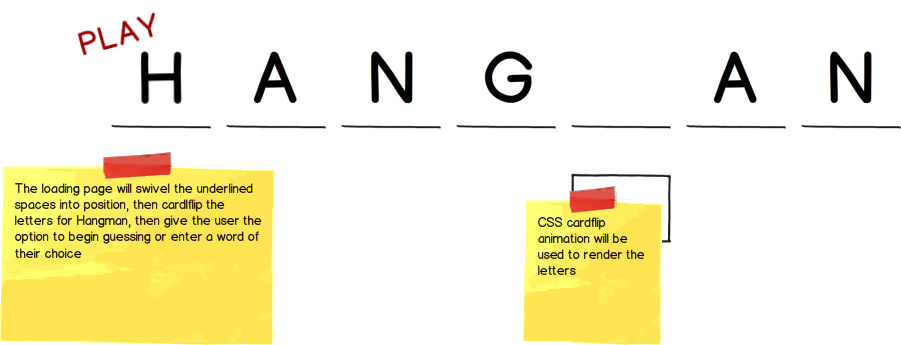 PLAY
H A N G A N
The loading page will swivel the underlined
spaces into position, then cardlfip the
letters for Hangman, then give the user the
option to begin guessing or enter a word of
their choice
CSS cardflip
animation will be
used to render the
letters